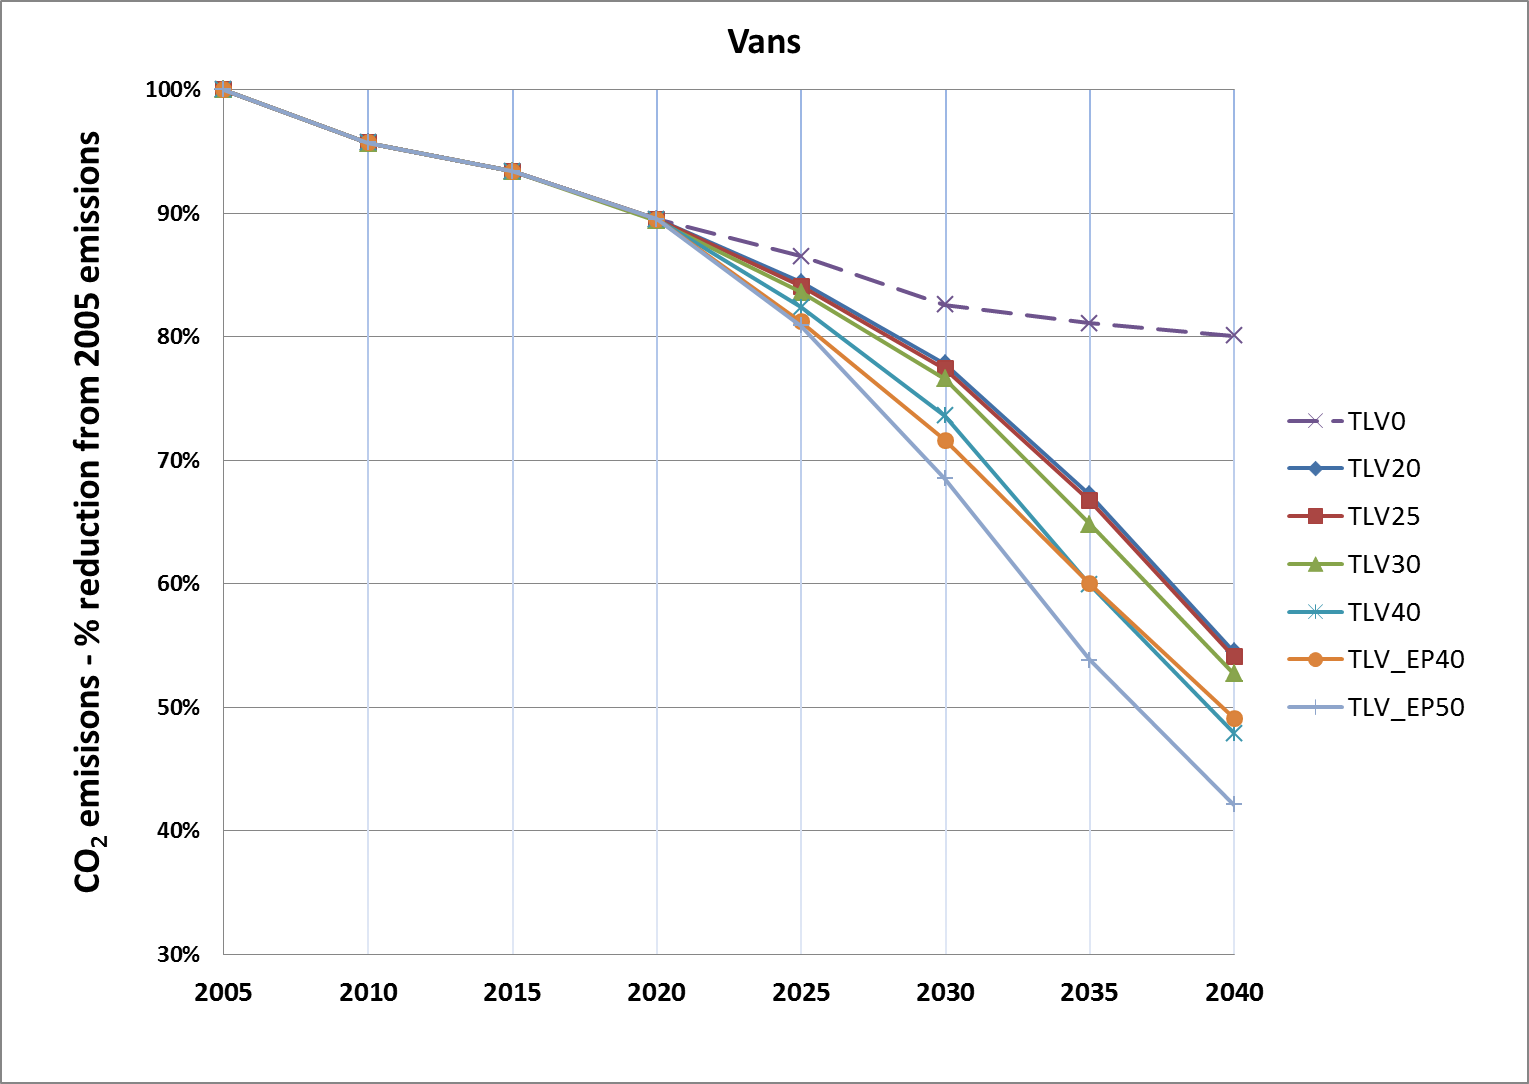 Vans
CO₂ emisisons - % reduction from 2005 emissions
100%
90%
80%
70%
60%
50%
40%
30%
2005 2010 2015 2020 2025 2030 2035 2040
TLV0
TLV20
TLV25
TLV30
TLV40
TLV_EP40
TLV_EP50